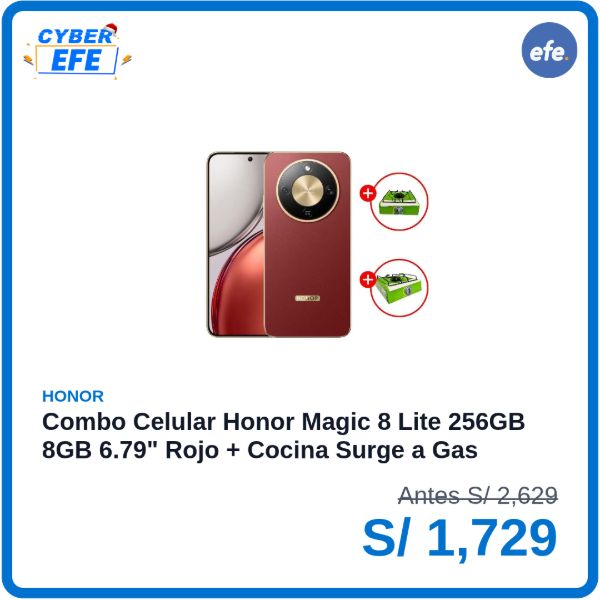 CYBER
EFE
efe.
HONOR
HONOR
Combo Celular Honor Magic 8 Lite 256GB
8GB 6.79" Rojo + Cocina Surge a Gas
Antes S/ 2,629
S/ 1,729